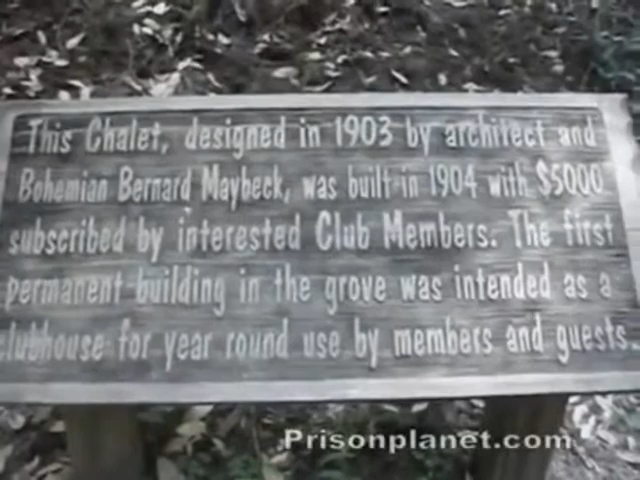 This Chalet, designed in 1903 by architect and
Bohemian Bernard Maybeck, was built in 1904 with $5000
subscribed by interested Club Members. The first
permanent building in the grove was intended as a
clubhouse for year round use by members and guests.
Prisonplanet.com